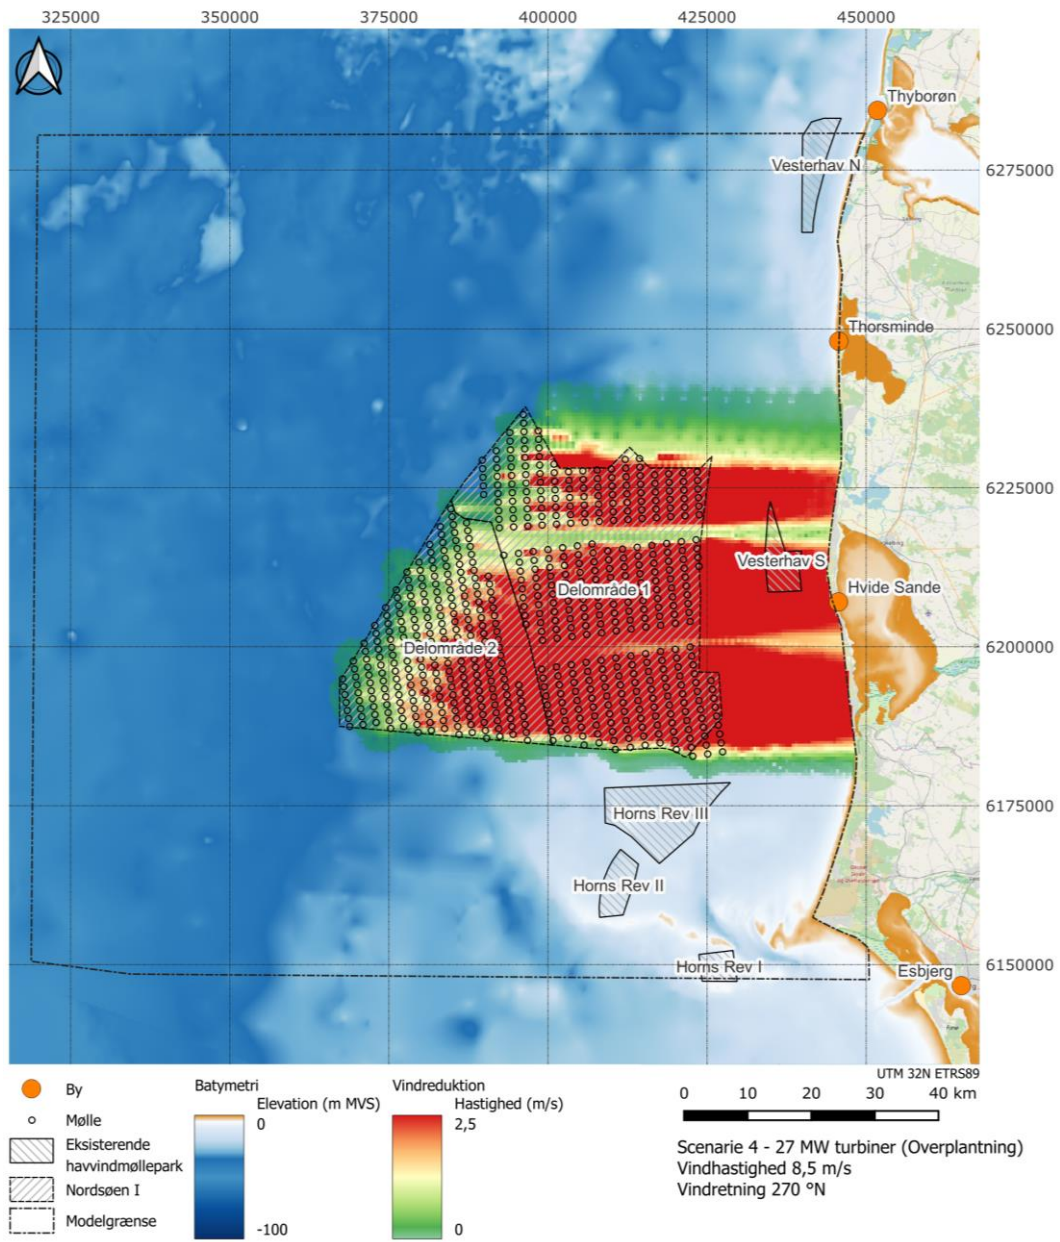 325000 350000 375000 400000 425000 450000
Thyborøn
Vesterhav N
6275000
Thorsminde
6250000
6225000
Vesterhav S
Delområde 1
Hvide Sande
Delområde 2
6200000
6175000
Horns Rev III
Horns Rev II
Horns Rev I
6150000
Esbjerg
UTM 32N ETRS89
By
Mølle
Eksisterende
havvindmøllepark
Nordsøen I
Modelgrænse
Batymetri
Elevation (m MVS)
0
-100
Vindreduktion
Hastighed (m/s)
2,5
0
0 10 20 30 40 km
Scenarie 4 - 27 MW turbiner (Overplantning)
Vindhastighed 8,5 m/s
Vindretning 270 °N